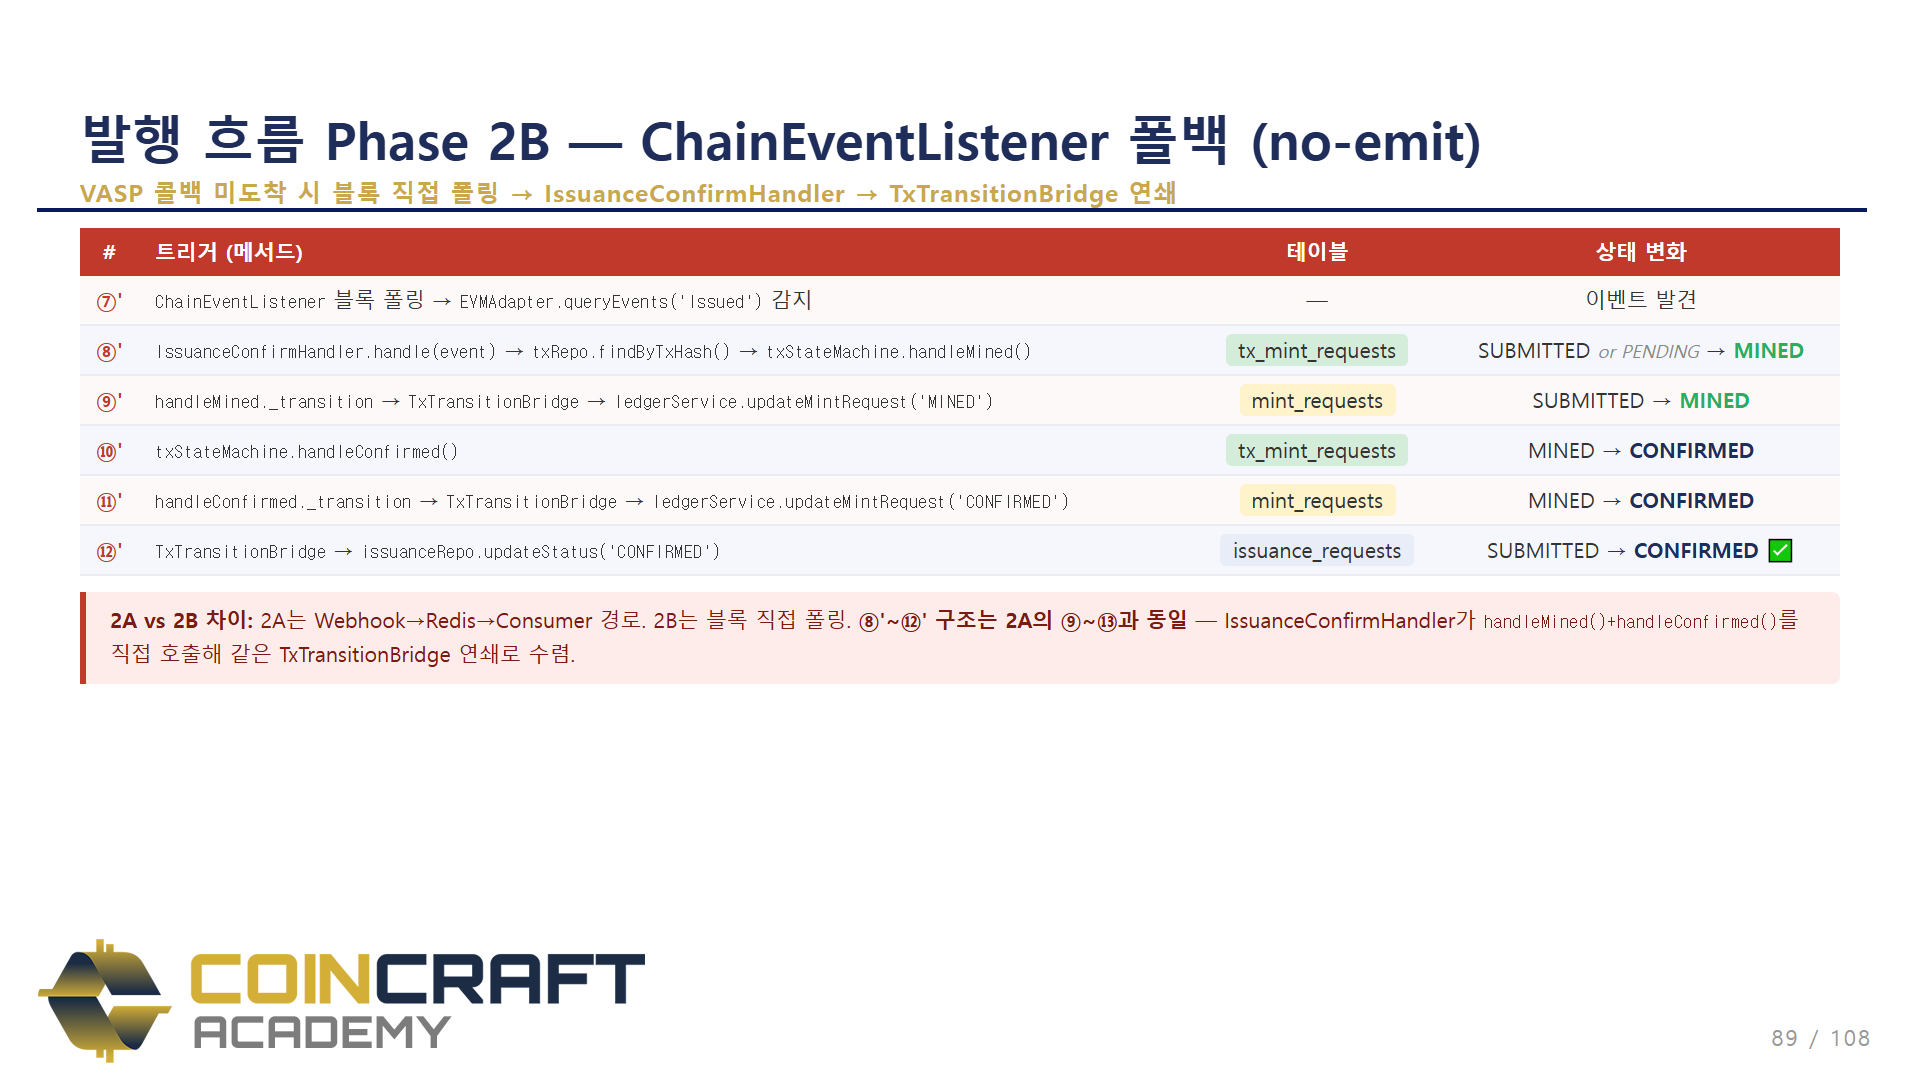 발행 흐름 Phase 2B — ChainEventListener 폴백 (no-emit)
VASP 콜백 미도착 시 블록 직접 폴링 → IssuanceConfirmHandler → TxTransitionBridge 연쇄
# 트리거 (메서드) 테이블 상태 변화
⑦' ChainEventListener 블록 폴링 → EVMAdapter.queryEvents('Issued') 감지 — 이벤트 발견
⑧' IssuanceConfirmHandler.handle(event) → txRepo.findByTxHash() → txStateMachine.handleMined() tx_mint_requests SUBMITTED or PENDING → MINED
⑨' handleMined._transition → TxTransitionBridge → ledgerService.updateMintRequest('MINED') mint_requests SUBMITTED → MINED
⑩' txStateMachine.handleConfirmed() tx_mint_requests MINED → CONFIRMED
⑪' handleConfirmed._transition → TxTransitionBridge → ledgerService.updateMintRequest('CONFIRMED') mint_requests MINED → CONFIRMED
⑫' TxTransitionBridge → issuanceRepo.updateStatus('CONFIRMED') issuance_requests SUBMITTED → CONFIRMED ✅
2A vs 2B 차이: 2A는 Webhook→Redis→Consumer 경로. 2B는 블록 직접 폴링. ⑧'~⑫' 구조는 2A의 ⑨~⑬과 동일 — IssuanceConfirmHandler가 handleMined()+handleConfirmed()를
직접 호출해 같은 TxTransitionBridge 연쇄로 수렴.
COINCRAFT
ACADEMY
89 / 108